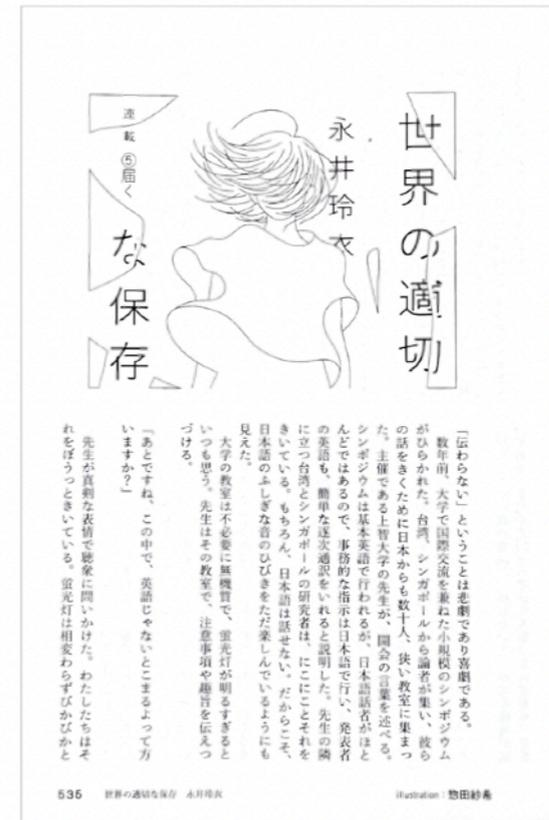 世界の適切
な保存
永井玲衣
連載⑤届く
「伝わらない」ということは悲劇であり喜劇である。
数年前、大学で国際交流を兼ねた小規模のシンポジウム
がひらかれた。台湾、シンガポールから論者が集い、彼ら
の話をきくために日本からも数十人、狭い教室に集まっ
た。主催である上智大学の先生が、開会の言葉を述べる。
シンポジウムは基本英語で行われるが、日本語話者がほと
んどではあるので、事務的な指示は日本語で行い、発表者
の英語も、簡単な逐次通訳をいれると説明した。先生の隣
に立つ台湾とシンガポールの研究者は、にこにことそれを
きいている。もちろん、日本語は話せない。だからこそ、
日本語のふしぎな音のひびきをただ楽しんでいるようにも
見えた。
大学の教室は不必要に無機質で、蛍光灯が明るすぎると
いつも思う。先生はその教室で、注意事項や趣旨を伝えつ
づける。
「あとですね、この中で、英語じゃないとこまるよって方
いますか？」
先生が真剣な表情で聴衆に問いかけた。わたしたちはそ
れをぼうっときいている。蛍光灯は相変わらずぴかぴかと
535 世界の適切な保存 永井玲衣
illustration：惣田紗希